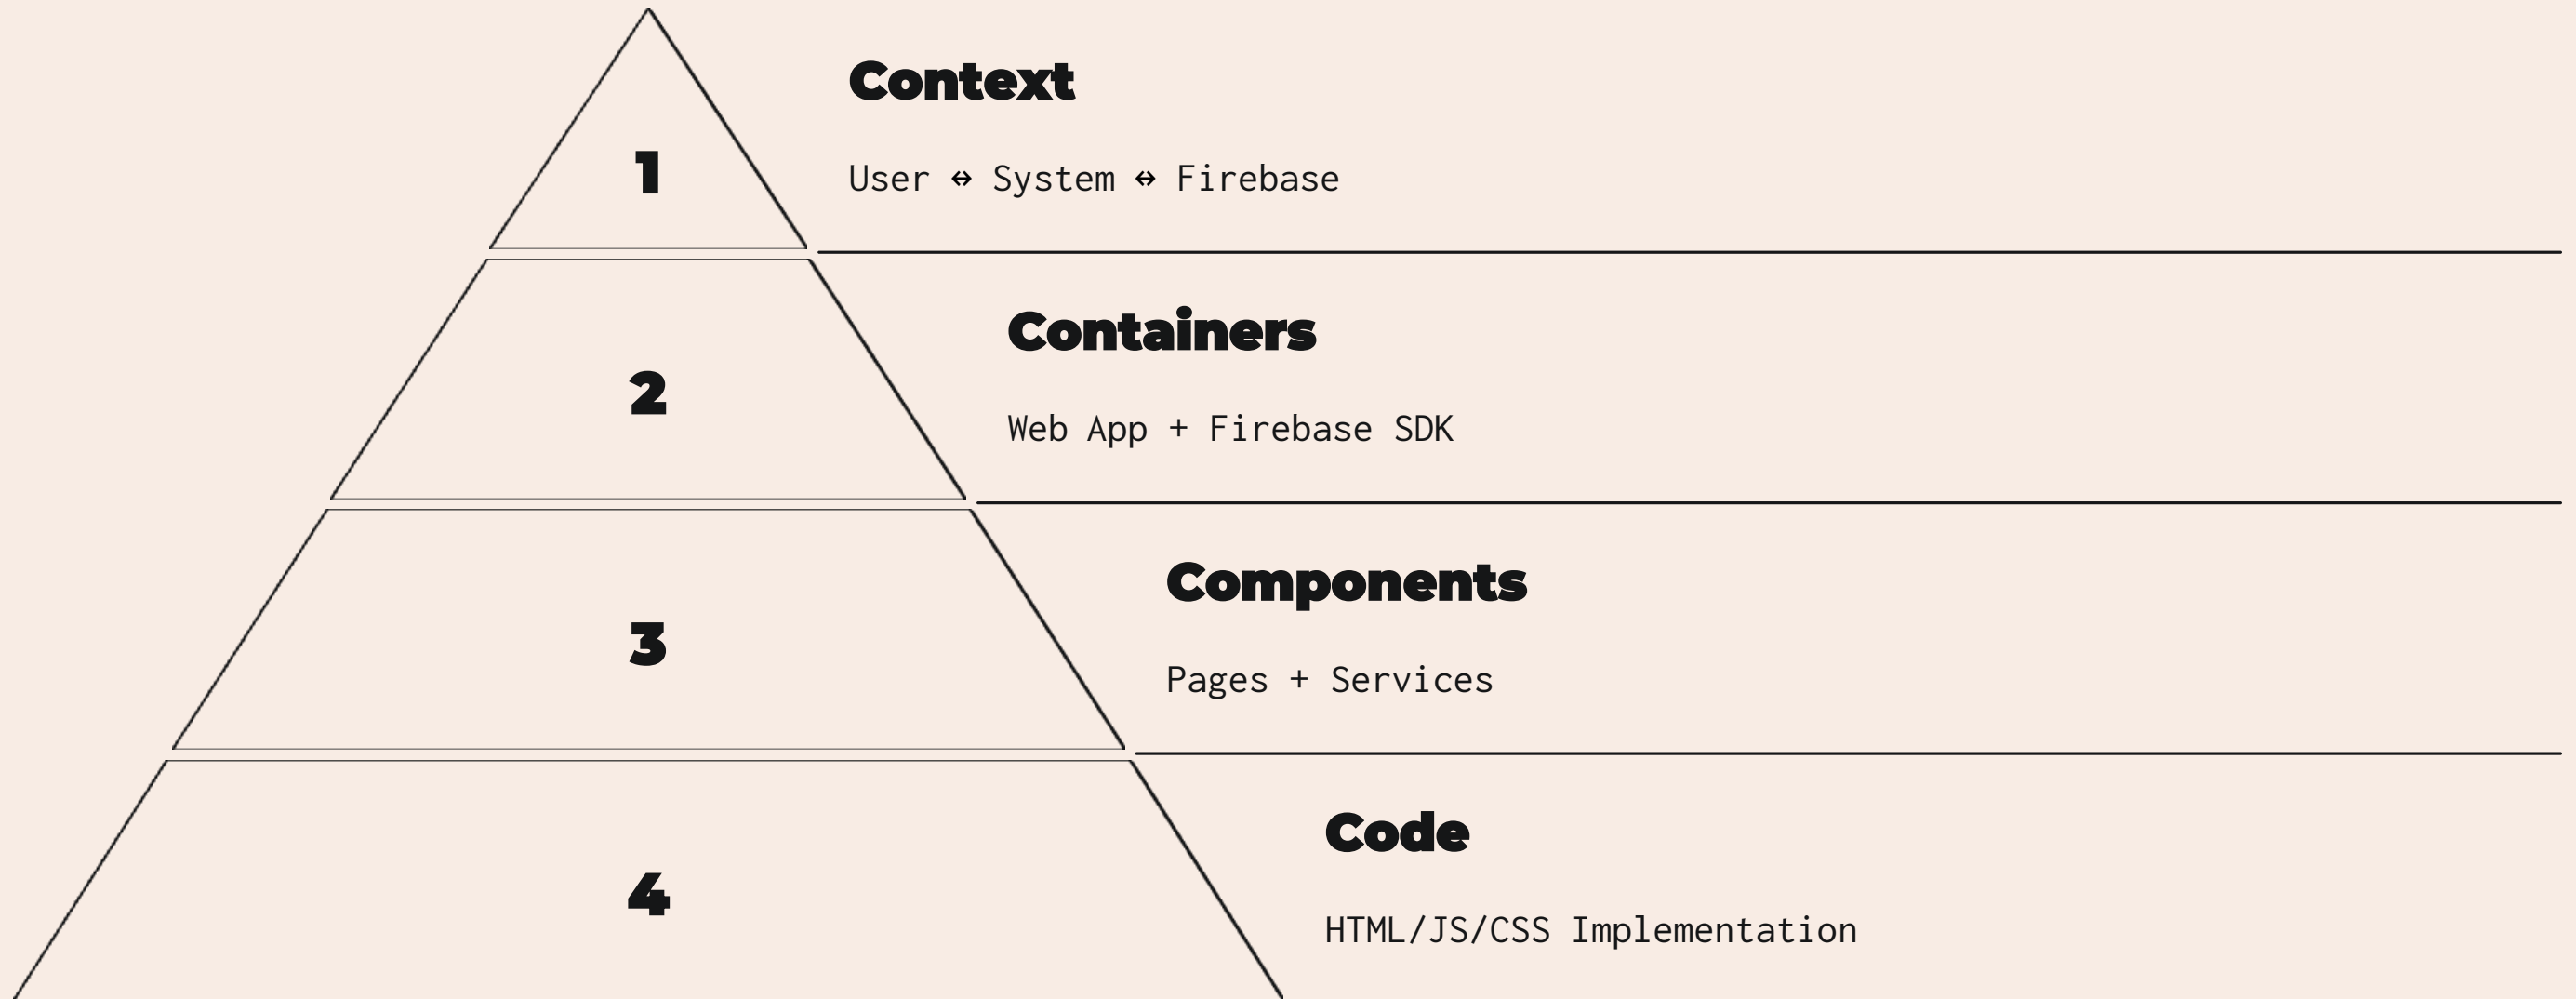 Context
1
User ↔ System ↔ Firebase
Containers
2
Web App + Firebase SDK
Components
3
Pages + Services
Code
4
HTML/JS/CSS Implementation